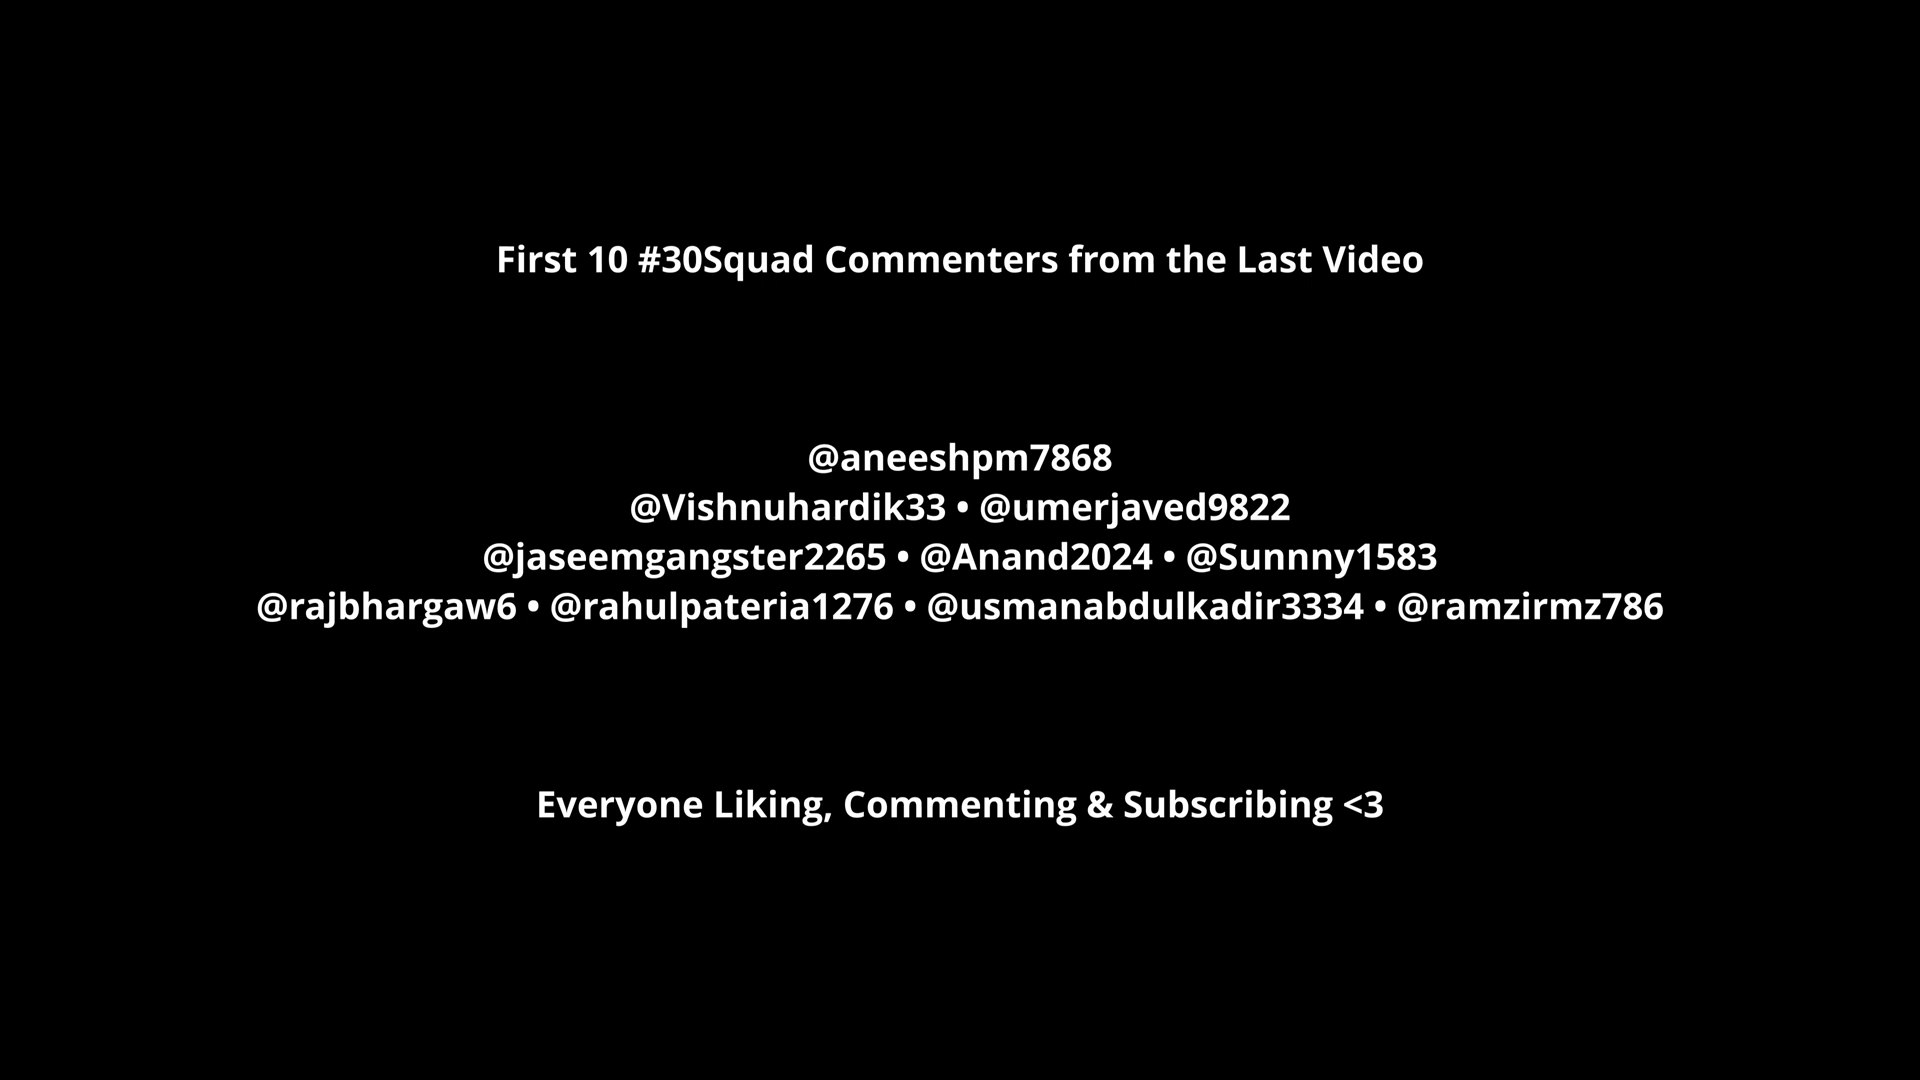 First 10 #30Squad Commenters from the Last Video
@aneeshpm7868
@Vishnuhardik33 • @umerjaved9822
@jaseemgangster2265 • @Anand2024 • @Sunnny1583
@rajbhargaw6 • @rahulpateria1276 • @usmanabdulkadir3334 • @ramzirmz786
Everyone Liking, Commenting & Subscribing <3